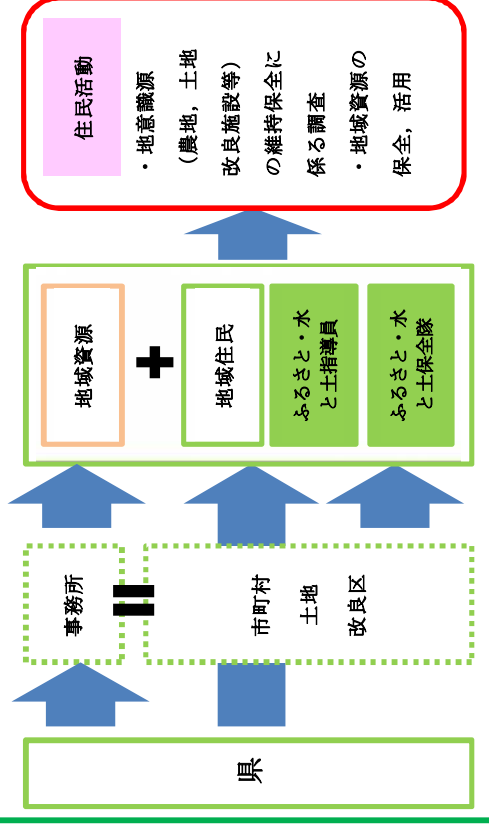 県
事務所
市町村
土地
改良区
地域資源
地域住民
ふるさと・水
と土指導員
ふるさと・水
と土保全隊
住民活動
・地意識源
（農地，土地
改良施設等）
の維持保全に
係る調査
・地域資源の
保全，活用